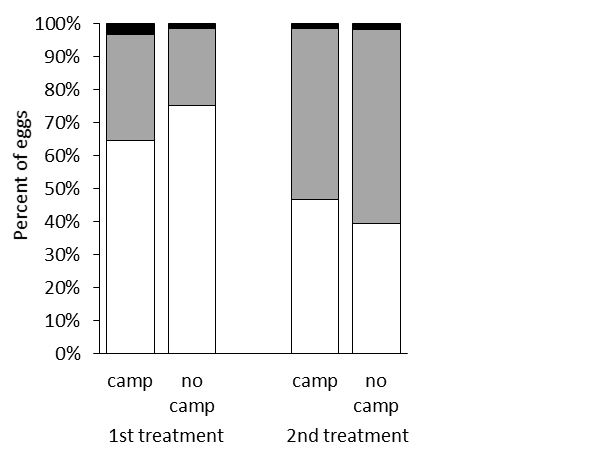 100%
90%
80%
70%
60%
50%
40%
30%
20%
10%
0%
Percent of eggs
camp
no
camp
camp
no
camp
1st treatment
2nd treatment